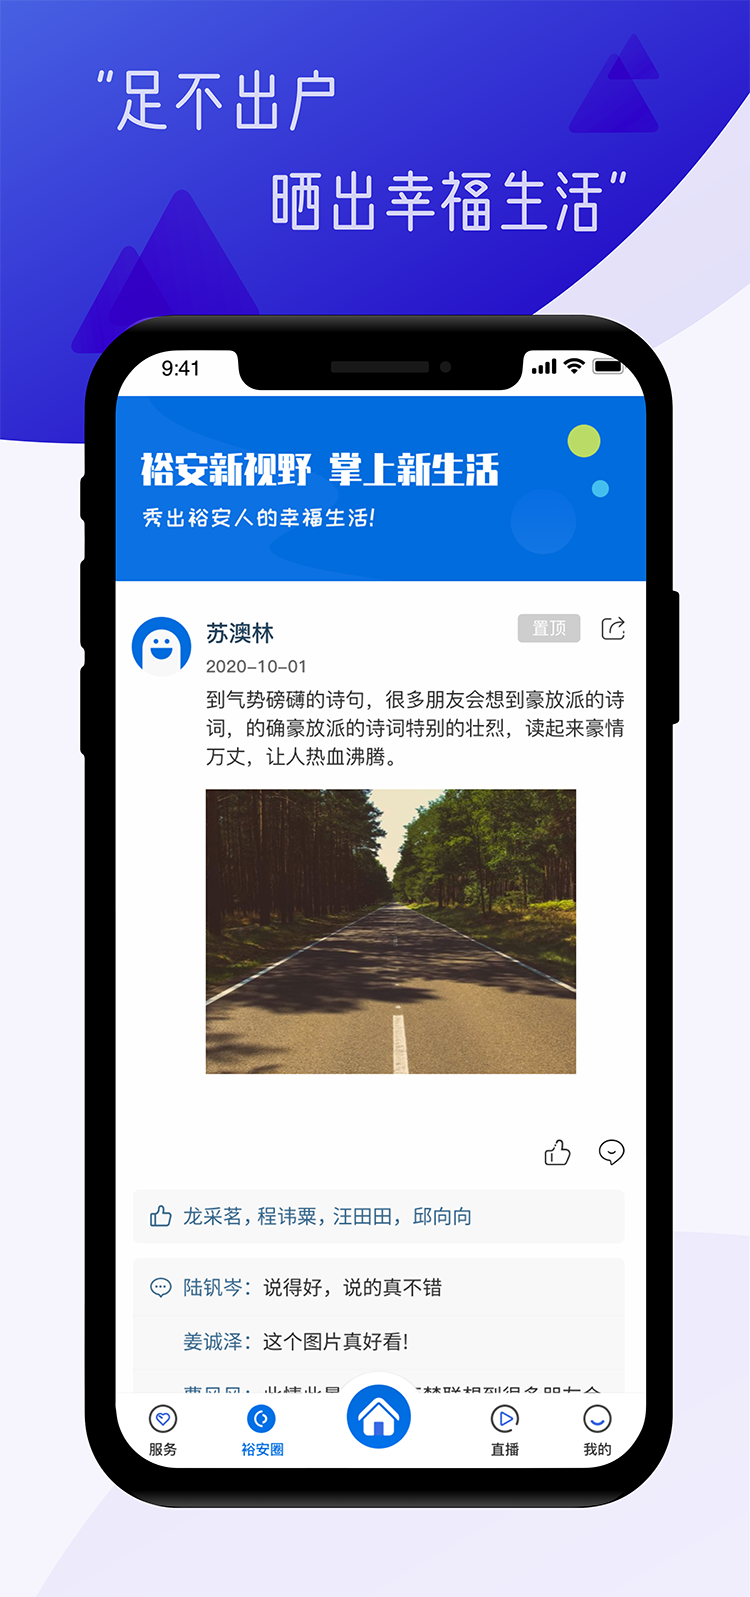 “足不出户
晒出幸福生活”
9:41
裕安新视野 掌上新生活
秀出裕安人的幸福生活!
苏澳林
置顶
2020-10-01
到气势磅礴的诗句，很多朋友会想到豪放派的诗
词，的确豪放派的诗词特别的壮烈，读起来豪情
万丈，让人热血沸腾。
龙采茗, 程讳粟, 汪田田，邱向向
陆钒岑：说得好，说的真不错
姜诚泽：这个图片真好看!
服务
裕安圈
直播
我的